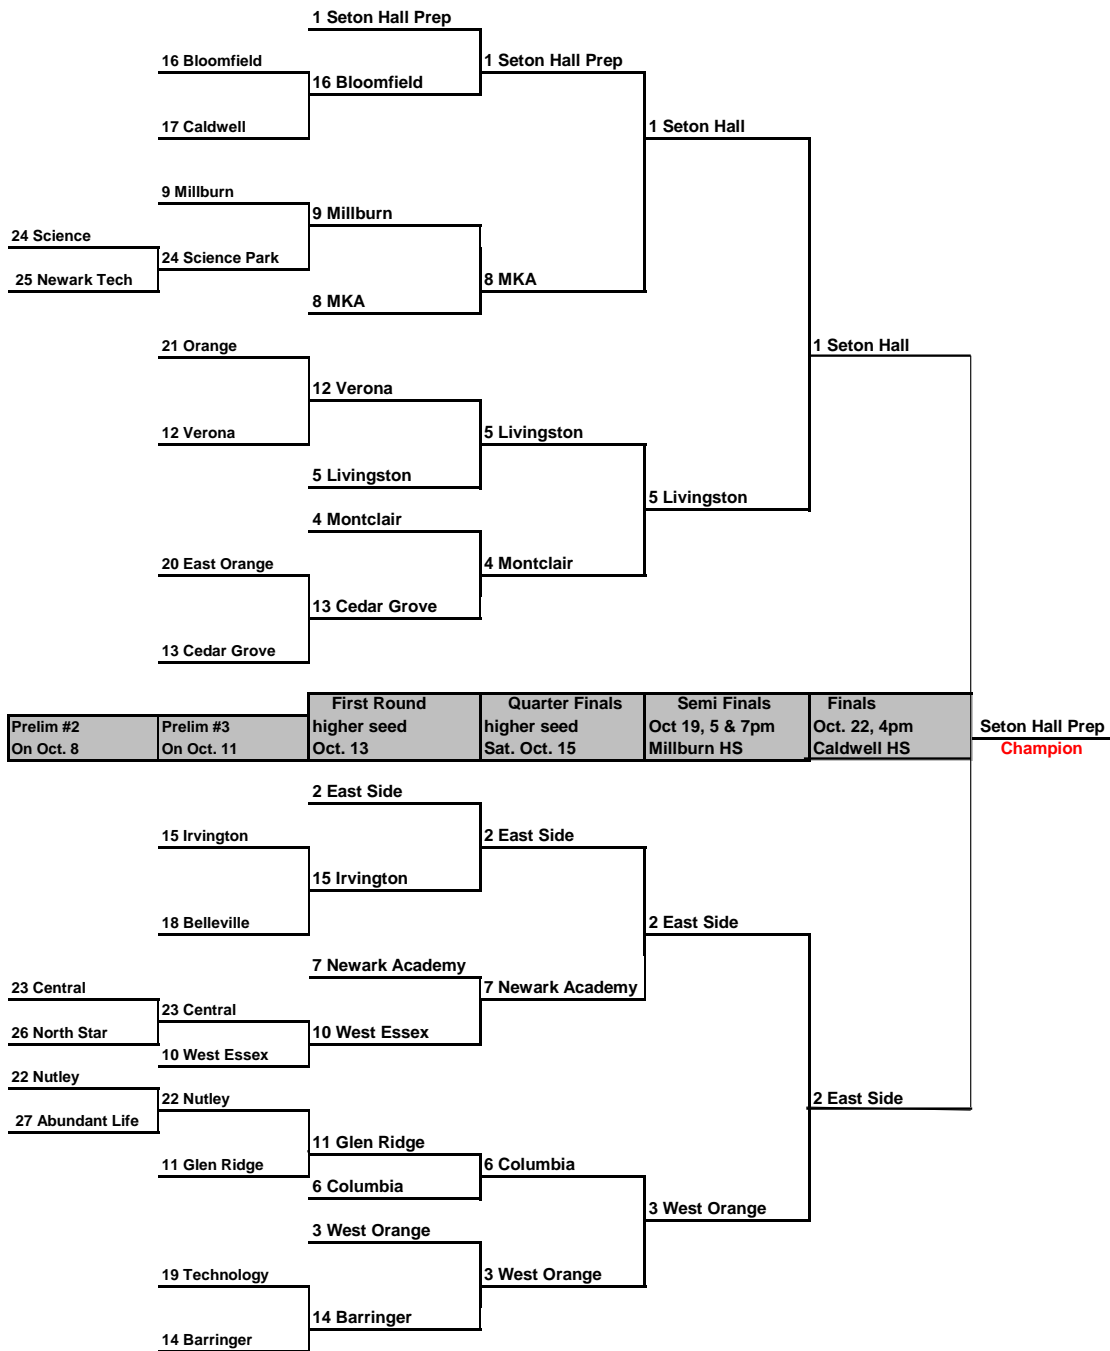 1 Seton Hall Prep
16 Bloomfield
1 Seton Hall Prep
16 Bloomfield
17 Caldwell
1 Seton Hall
9 Millburn
9 Millburn
24 Science
24 Science Park
25 Newark Tech
8 MKA
8 MKA
21 Orange
1 Seton Hall
12 Verona
12 Verona
5 Livingston
5 Livingston
5 Livingston
4 Montclair
20 East Orange
4 Montclair
13 Cedar Grove
13 Cedar Grove
Prelim #2
On Oct. 8
Prelim #3
On Oct. 11
First Round
higher seed
Oct. 13
Quarter Finals
higher seed
Sat. Oct. 15
Semi Finals
Oct 19, 5 & 7pm
Millburn HS
Finals
Oct. 22, 4pm
Caldwell HS
Seton Hall Prep
Champion
2 East Side
15 Irvington
2 East Side
15 Irvington
18 Belleville
2 East Side
7 Newark Academy
23 Central
7 Newark Academy
23 Central
26 North Star
10 West Essex
10 West Essex
22 Nutley
22 Nutley
2 East Side
27 Abundant Life
11 Glen Ridge
11 Glen Ridge
6 Columbia
6 Columbia
3 West Orange
3 West Orange
19 Technology
3 West Orange
14 Barringer
14 Barringer